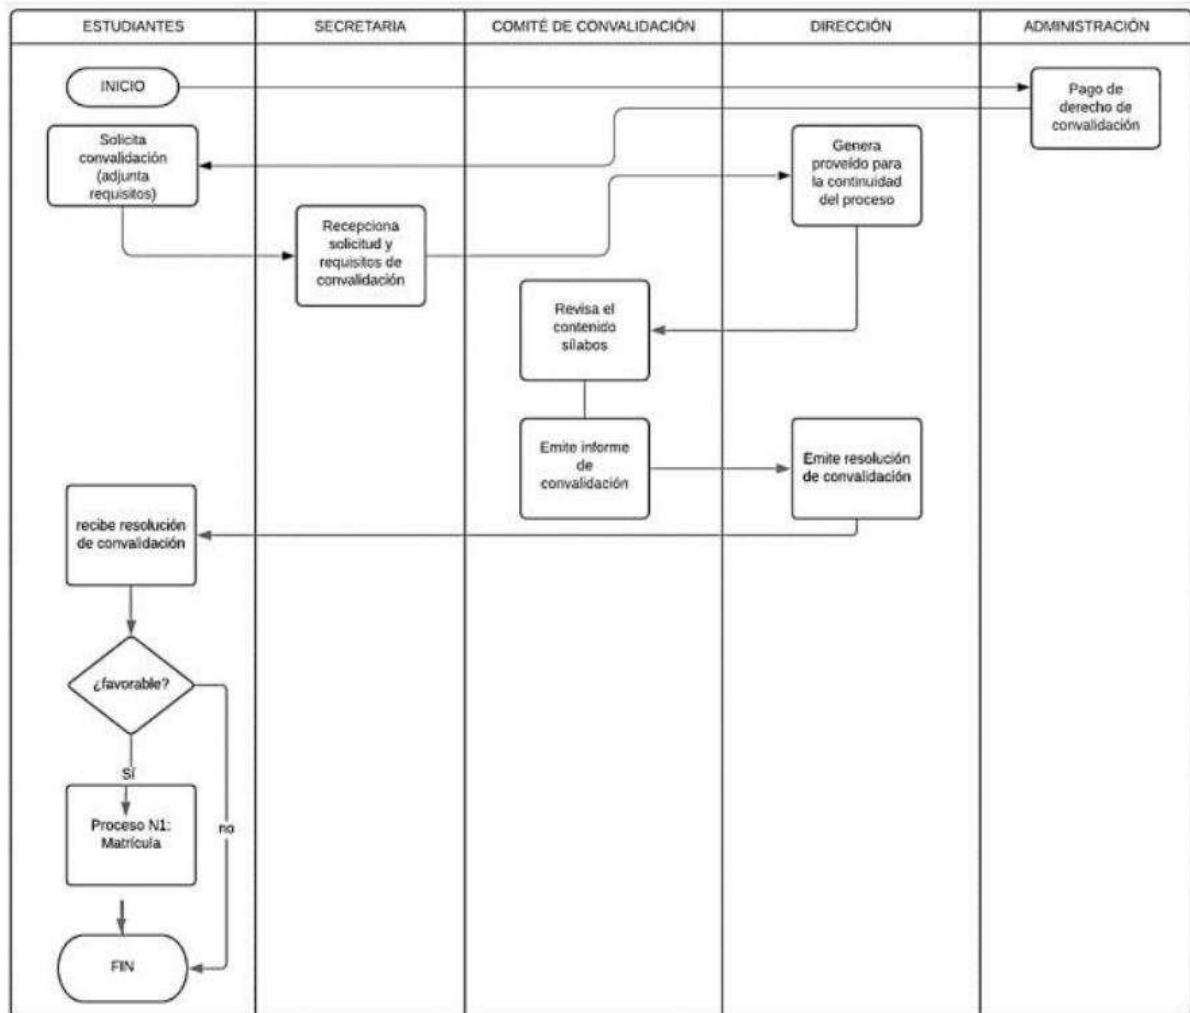 ESTUDIANTES
SECRETARIA
COMITÉ DE CONVALIDACIÓN
DIRECCIÓN
ADMINISTRACIÓN
INICIO
Pago de
derecho de
convalidación
Solicita
convalidación
(adjunta
requisitos)
Genera
proveído para
la continuidad
del proceso
Recepciona
solicitud y
requisitos de
convalidación
Revisa el
contenido
sílabos
Emite informe
de
convalidación
Emite resolución
de convalidación
recibe resolución
de convalidación
¿favorable?
Sí
no
Proceso N1:
Matrícula
FIN